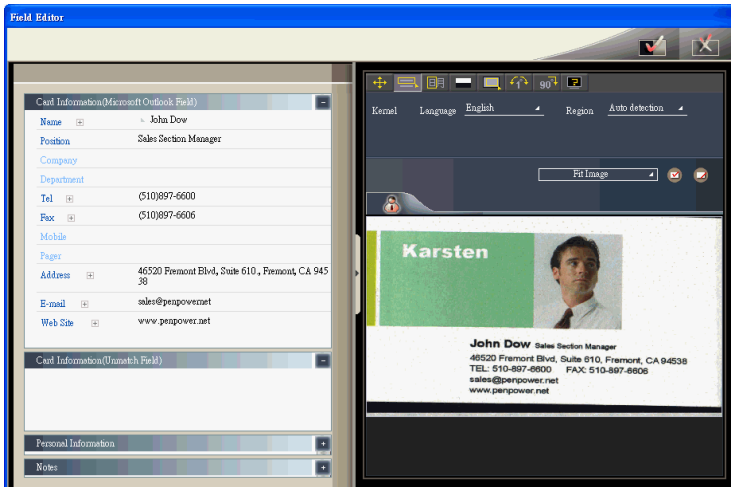 Field Editor
Card Information(Microsoft Outlook Field)
Name John Dow
Position Sales Section Manager
Company
Department
Tel (510)897-6600
Fax (510)897-6606
Mobile
Pager
Address 46520 Fremont Blvd, Suite 610., Fremont, CA 945
38
E-mail sales@penpowernet
Web Site www.penpower.net
Card Information(Unmatch Field)
Personal Information
Notes
Kernel Language English Region Auto detection
Fit Image
Karsten
John Dow Sales Section Manager
46520 Fremont Blvd, Suite 610, Fremont, CA 94538
TEL: 510-897-6600 FAX: 510-897-6606
sales@penpower.net
www.penpower.net